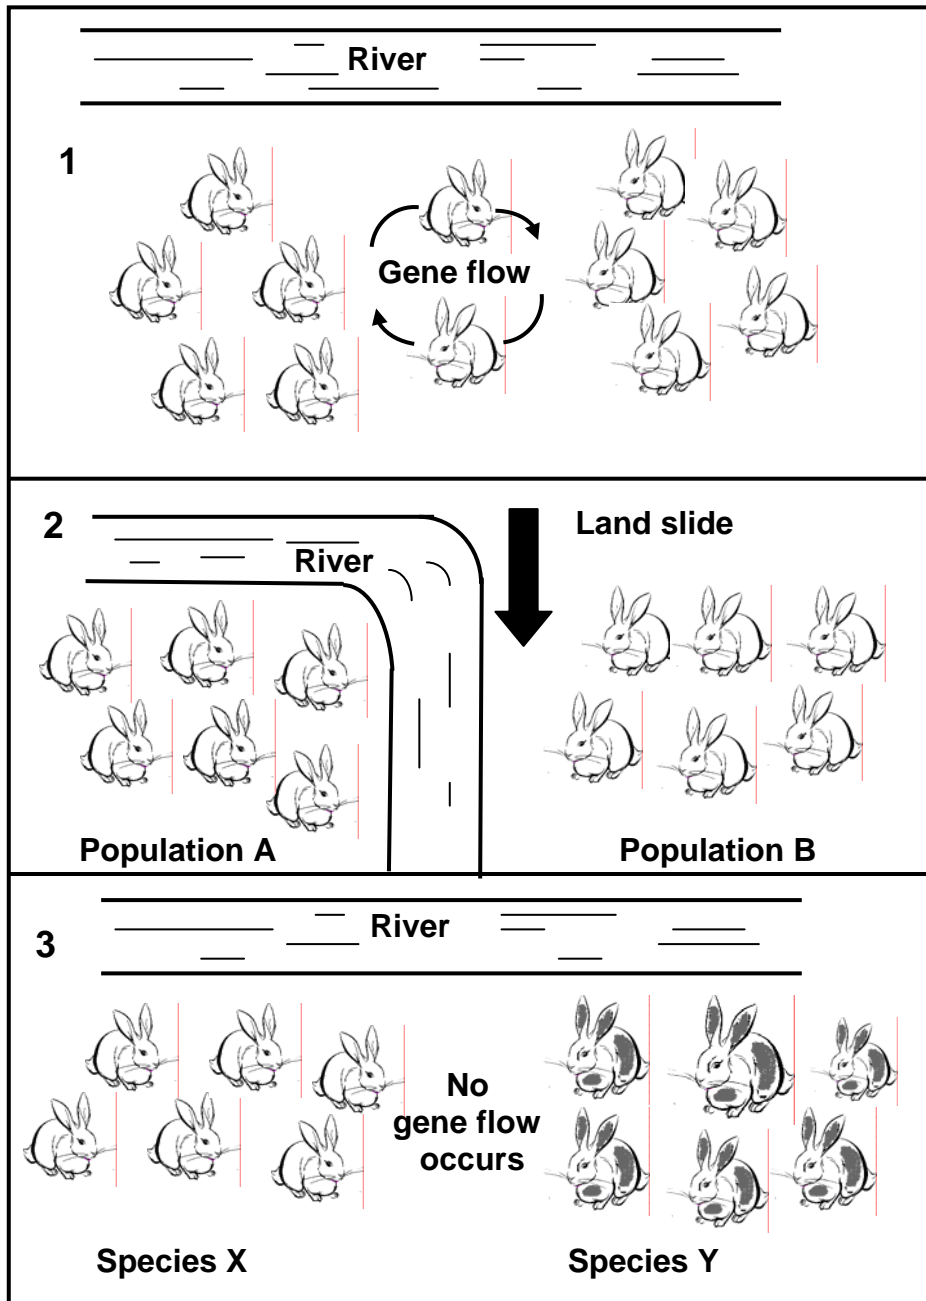 River
1
Gene flow
2
Land slide
River
Population A
Population B
River
3
No
gene flow
occurs
Species X
Species Y